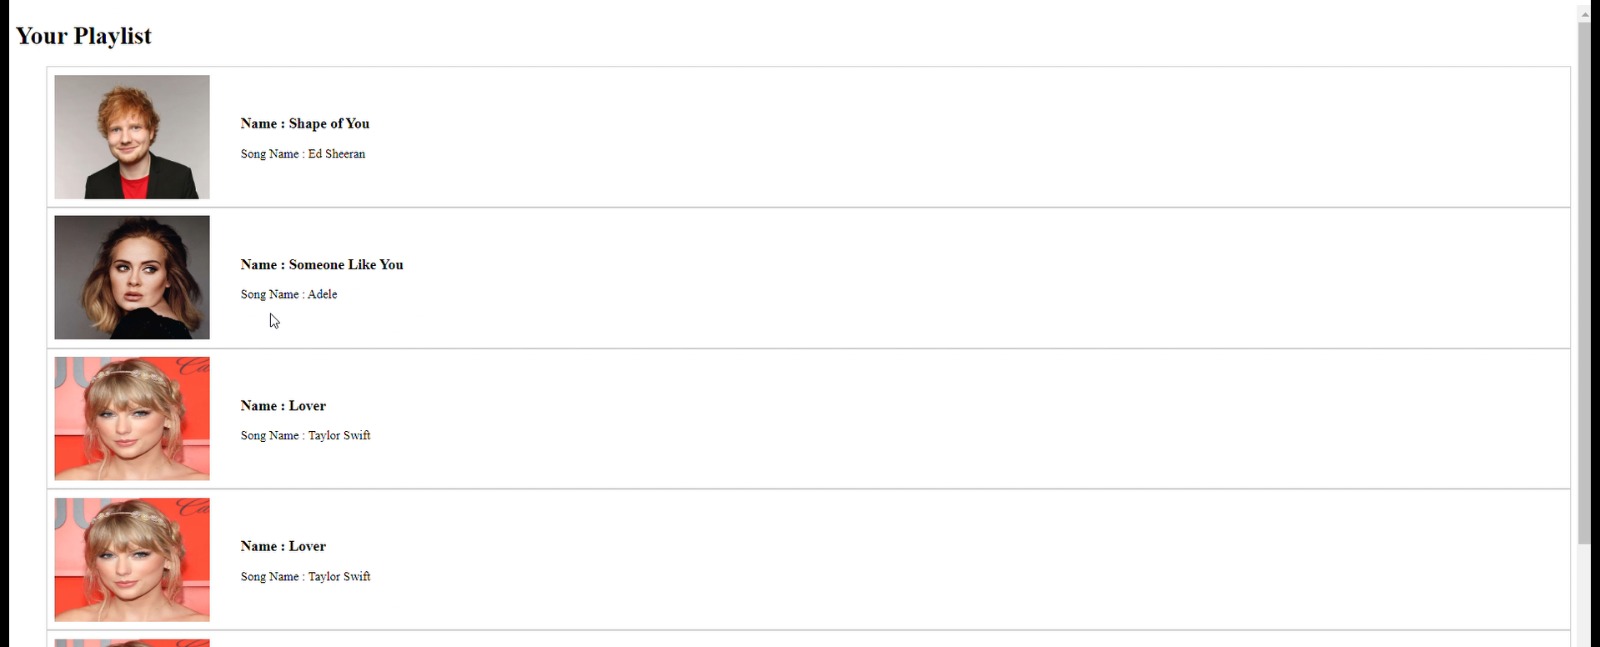 Your Playlist
Name : Shape of You
Song Name : Ed Sheeran
Name : Someone Like You
Song Name : Adele
Name : Lover
Song Name : Taylor Swift
Name : Lover
Song Name : Taylor Swift